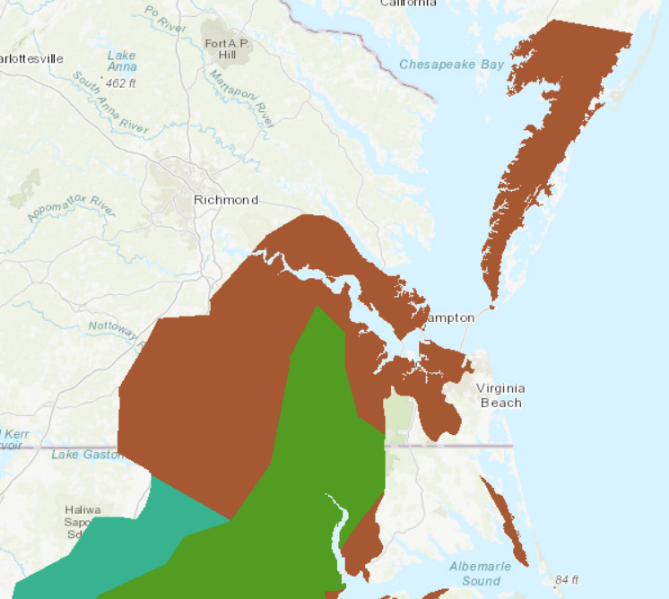 California
Po River
Fort A.P.
Hill
arlottesville
Lake
Anna
462 ft
Chesapeake Bay
South Anna River
Mattaponi River
Richmond
Appomattox River
ampton
Nottoway R
Virginia
Beach
Kerr
voir
Lake Gaston
Haliwa
Sapo
Sd
Albemarle
Sound
84 ft